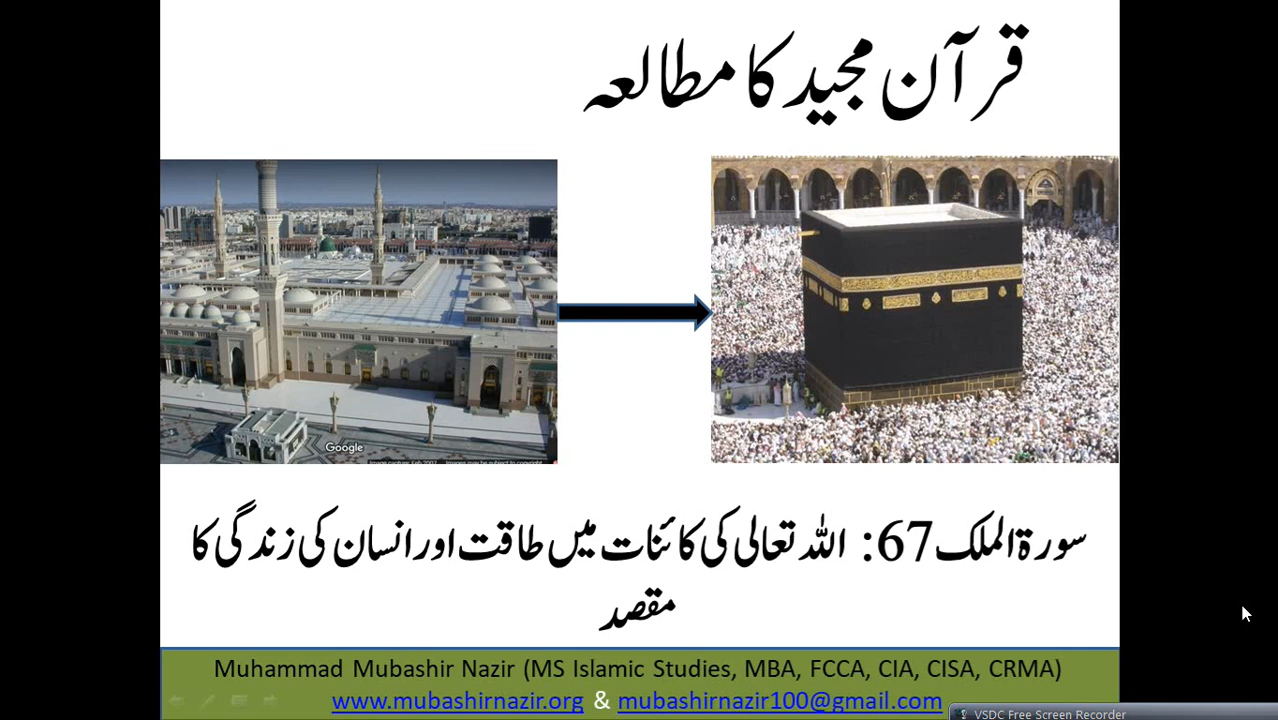 قرآن مجید کا مطالعہ
Google
سورۃ الملک 67: اللہ تعالی کی کائنات میں طاقت اور انسان کی زندگی کا
مقصد
Muhammad Mubashir Nazir (MS Islamic Studies, MBA, FCCA, CIA, CISA, CRMA)
www.mubashirnazir.org & mubashirnazir100@gmail.com
VSDC Free Screen Recorder